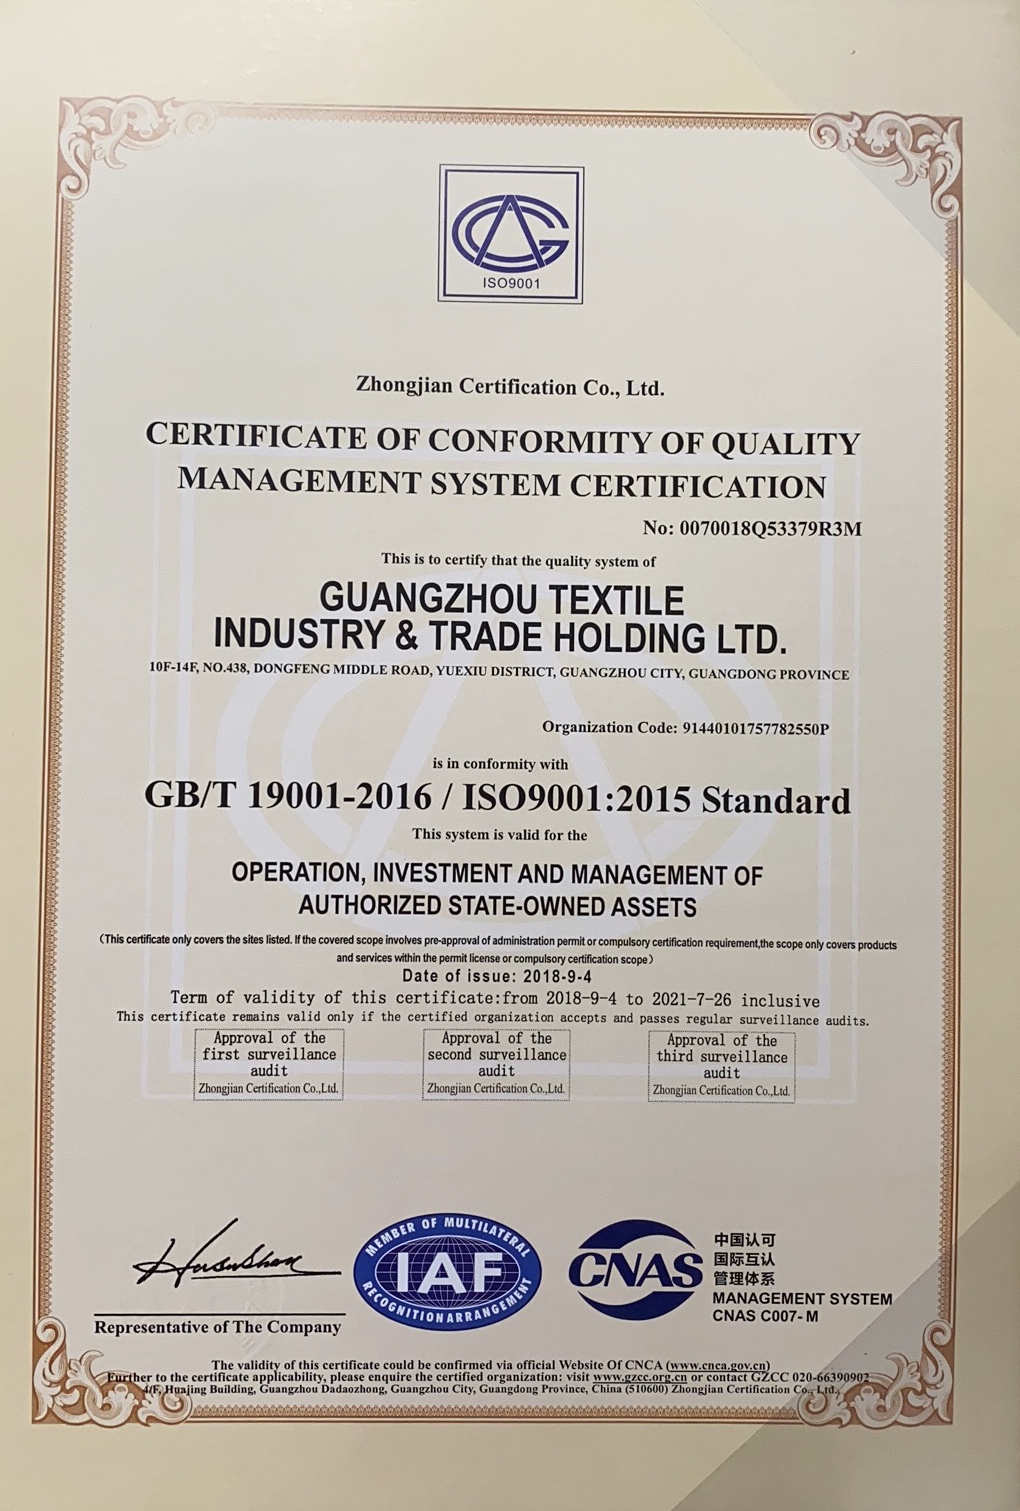 ISO9001
Zhongjian Certification Co., Ltd.
CERTIFICATE OF CONFORMITY OF QUALITY
MANAGEMENT SYSTEM CERTIFICATION
No: 0070018Q53379R3M
This is to certify that the quality system of
GUANGZHOU TEXTILE
INDUSTRY & TRADE HOLDING LTD.
10F-14F, NO.438, DONGFENG MIDDLE ROAD, YUEXIU DISTRICT, GUANGZHOU CITY, GUANGDONG PROVINCE
Organization Code: 91440101757782550P
is in conformity with
GB/T 19001-2016 / ISO9001:2015 Standard
This system is valid for the
OPERATION, INVESTMENT AND MANAGEMENT OF
AUTHORIZED STATE-OWNED ASSETS
(This certificate only covers the sites listed. If the covered scope involves pre-approval of administration permit or compulsory certification requirement,the scope only covers products
and services within the permit license or compulsory certification scope)
Date of issue: 2018-9-4
Term of validity of this certificate:from 2018-9-4 to 2021-7-26 inclusive
This certificate remains valid only if the certified organization accepts and passes regular surveillance audits.
Approval of the
first surveillance
audit
Zhongjian Certification Co.,Ltd.
Approval of the
second surveillance
audit
Zhongjian Certification Co.,Ltd.
Approval of the
third surveillance
audit
Zhongjian Certification Co.,Ltd.
Representative of The Company
MEMBER OF MULTILATERAL
IAF
RECOGNITION ARRANGEMENT
CNAS
中国认可
国际互认
管理体系
MANAGEMENT SYSTEM
CNAS C007-M
The validity of this certificate could be confirmed via official Website Of CNCA (www.cnca.gov.cn)
Further to the certificate applicability, please enquire the certified organization: visit www.gzcc.org.cn or contact GZCC 020-66390902
4/F, Huajing Building, Guangzhou Dadaozhong, Guangzhou City, Guangdong Province, China (510600) Zhongjian Certification Co., Ltd.